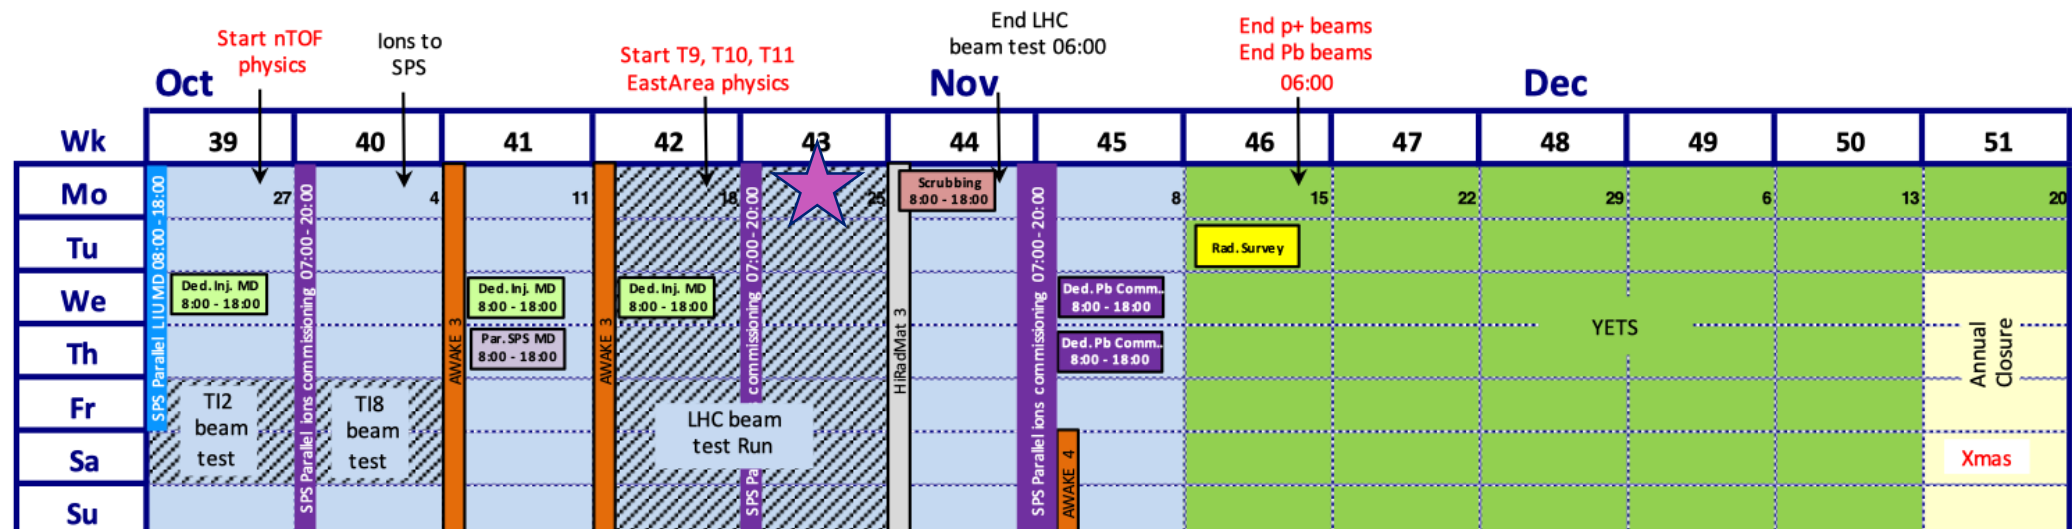 Start nTOF
physics
Ions to
SPS
Start T9, T10, T11
EastArea physics
End LHC
beam test 06:00
End p+ beams
End Pb beams
06:00
Oct
Nov
Dec
Wk 39 40 41 42 43 44 45 46 47 48 49 50 51
Mo 27 4 11 18 25 8 15 22 29 6 13 20
Tu
We
Th
Fr
Sa
Su
SPS Parallel LIU MD 08:00 - 18:00
Ded. Inj. MD
8:00 - 18:00
TI2
beam
test
SPS Parallel ions commissioning 07:00 - 20:00
TI8
beam
test
AWAKE 3
Ded. Inj. MD
8:00 - 18:00
Par. SPS MD
8:00 - 18:00
AWAKE 3
Ded. Inj. MD
8:00 - 18:00
LHC beam
test Run
SPS Pa commissioning 07:00 - 20:00
HiRadMat 3
Scrubbing
8:00 - 18:00
SPS Parallel ions commissioning 07:00 - 20:00
Ded. Pb Comm..
8:00 - 18:00
Ded. Pb Comm..
8:00 - 18:00
AWAKE 4
Rad. Survey
YETS
Annual
Closure
Xmas